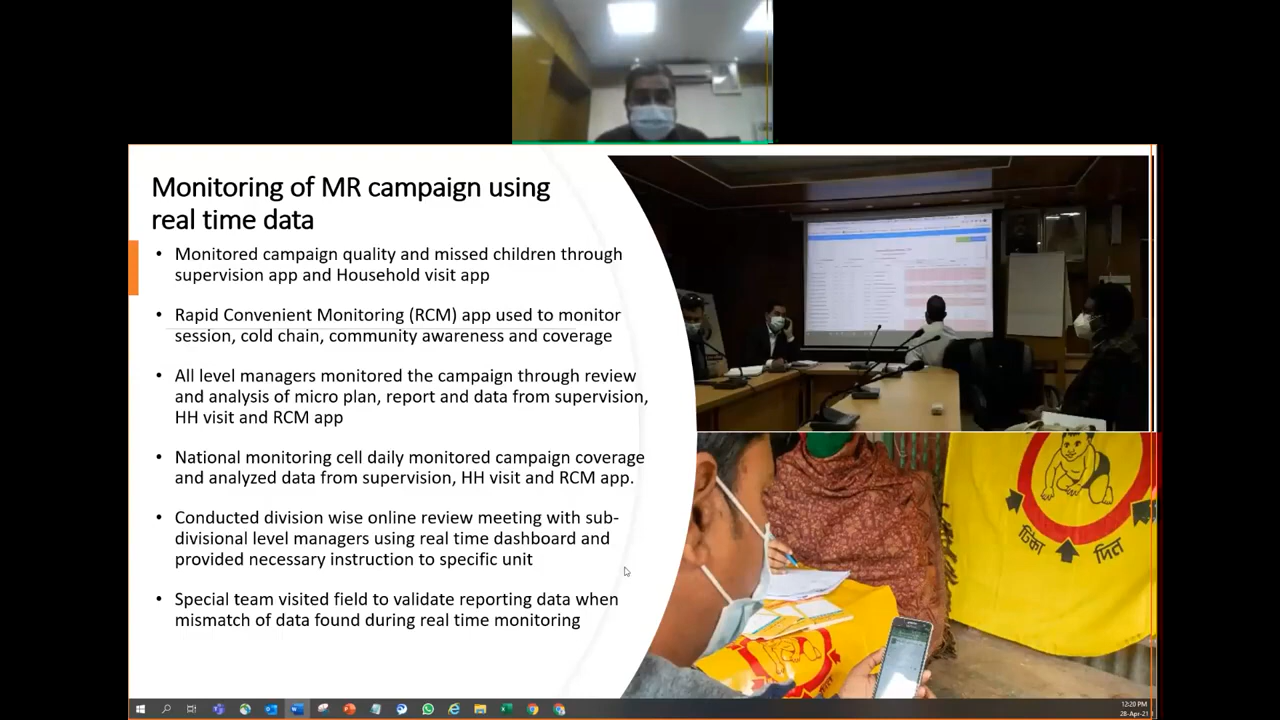 Monitoring of MR campaign using
real time data
• Monitored campaign quality and missed children through
supervision app and Household visit app
• Rapid Convenient Monitoring (RCM) app used to monitor
session, cold chain, community awareness and coverage
• All level managers monitored the campaign through review
and analysis of micro plan, report and data from supervision,
HH visit and RCM app
• National monitoring cell daily monitored campaign coverage
and analyzed data from supervision, HH visit and RCM app.
• Conducted division wise online review meeting with sub-
divisional level managers using real time dashboard and
provided necessary instruction to specific unit
• Special team visited field to validate reporting data when
mismatch of data found during real time monitoring
টিকা দিন
12:20 PM
28-Apr-21